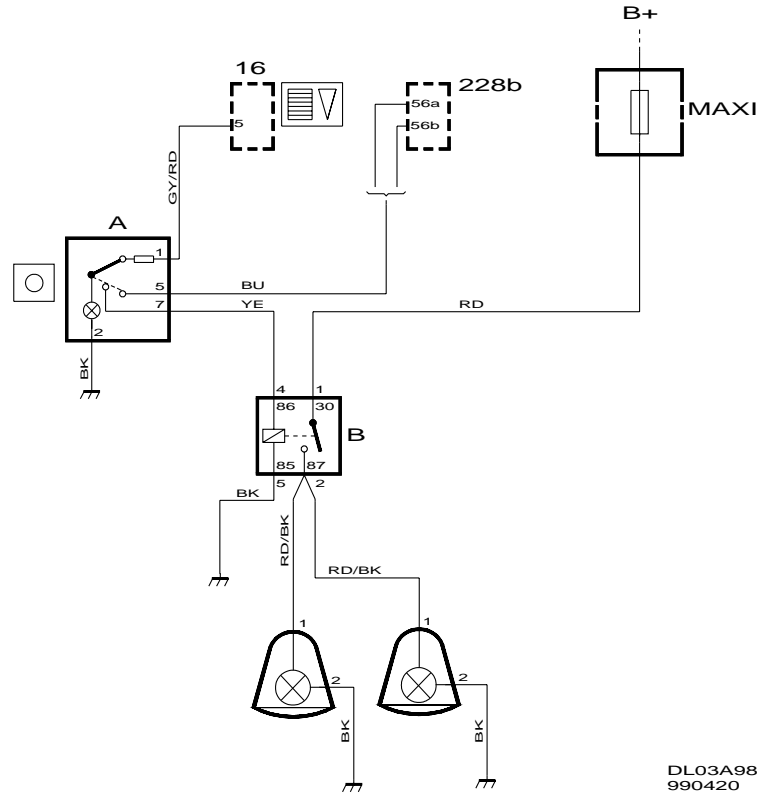 B+
16
228b
MAXI
5
56a
56b
GY/RD
A
1
5
BU
7
YE
RD
2
BK
4
1
86
30
B
85
87
5
2
BK
RD/BK
RD/BK
1
1
2
2
BK
BK
DL03A98
990420